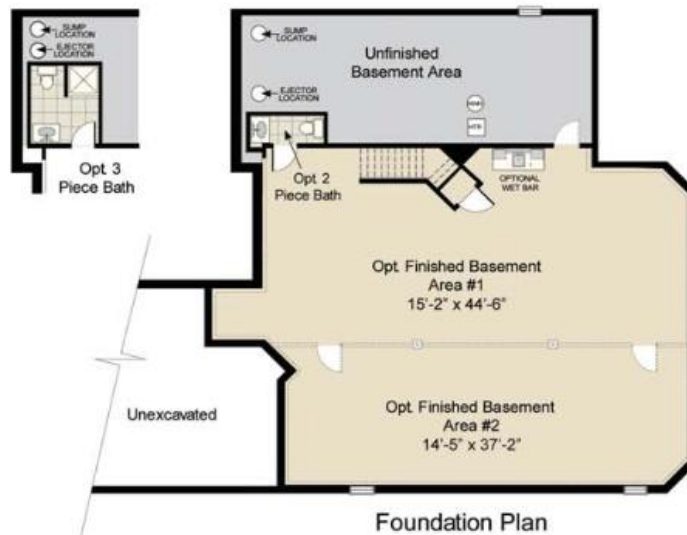 SUMP
LOCATION
EJECTOR
LOCATION
Opt. 3
Piece Bath
SUMP
LOCATION
EJECTOR
LOCATION
Unfinished
Basement Area
Opt. 2
Piece Bath
OPTIONAL
WET BAR
Opt. Finished Basement
Area #1
15'-2" x 44'-6"
Unexcavated
Opt. Finished Basement
Area #2
14'-5" x 37'-2"
Foundation Plan